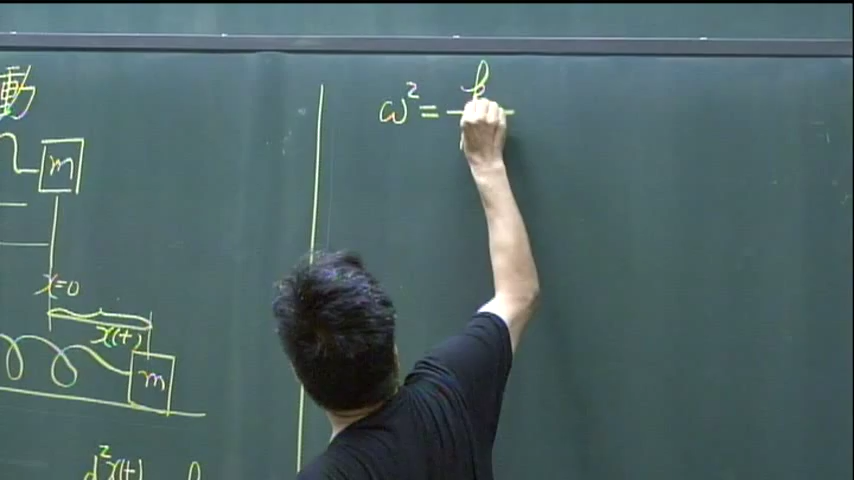 動
m
x=0
x(t)
m
d²x(t)
ω² = k